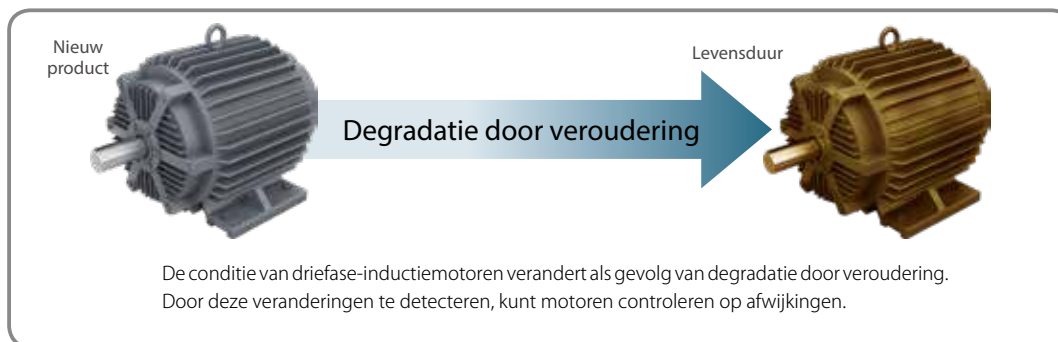 Nieuw
product
Levensduur
Degradatie door veroudering
De conditie van driefase-inductiemotoren verandert als gevolg van degradatie door veroudering.
Door deze veranderingen te detecteren, kunt motoren controleren op afwijkingen.